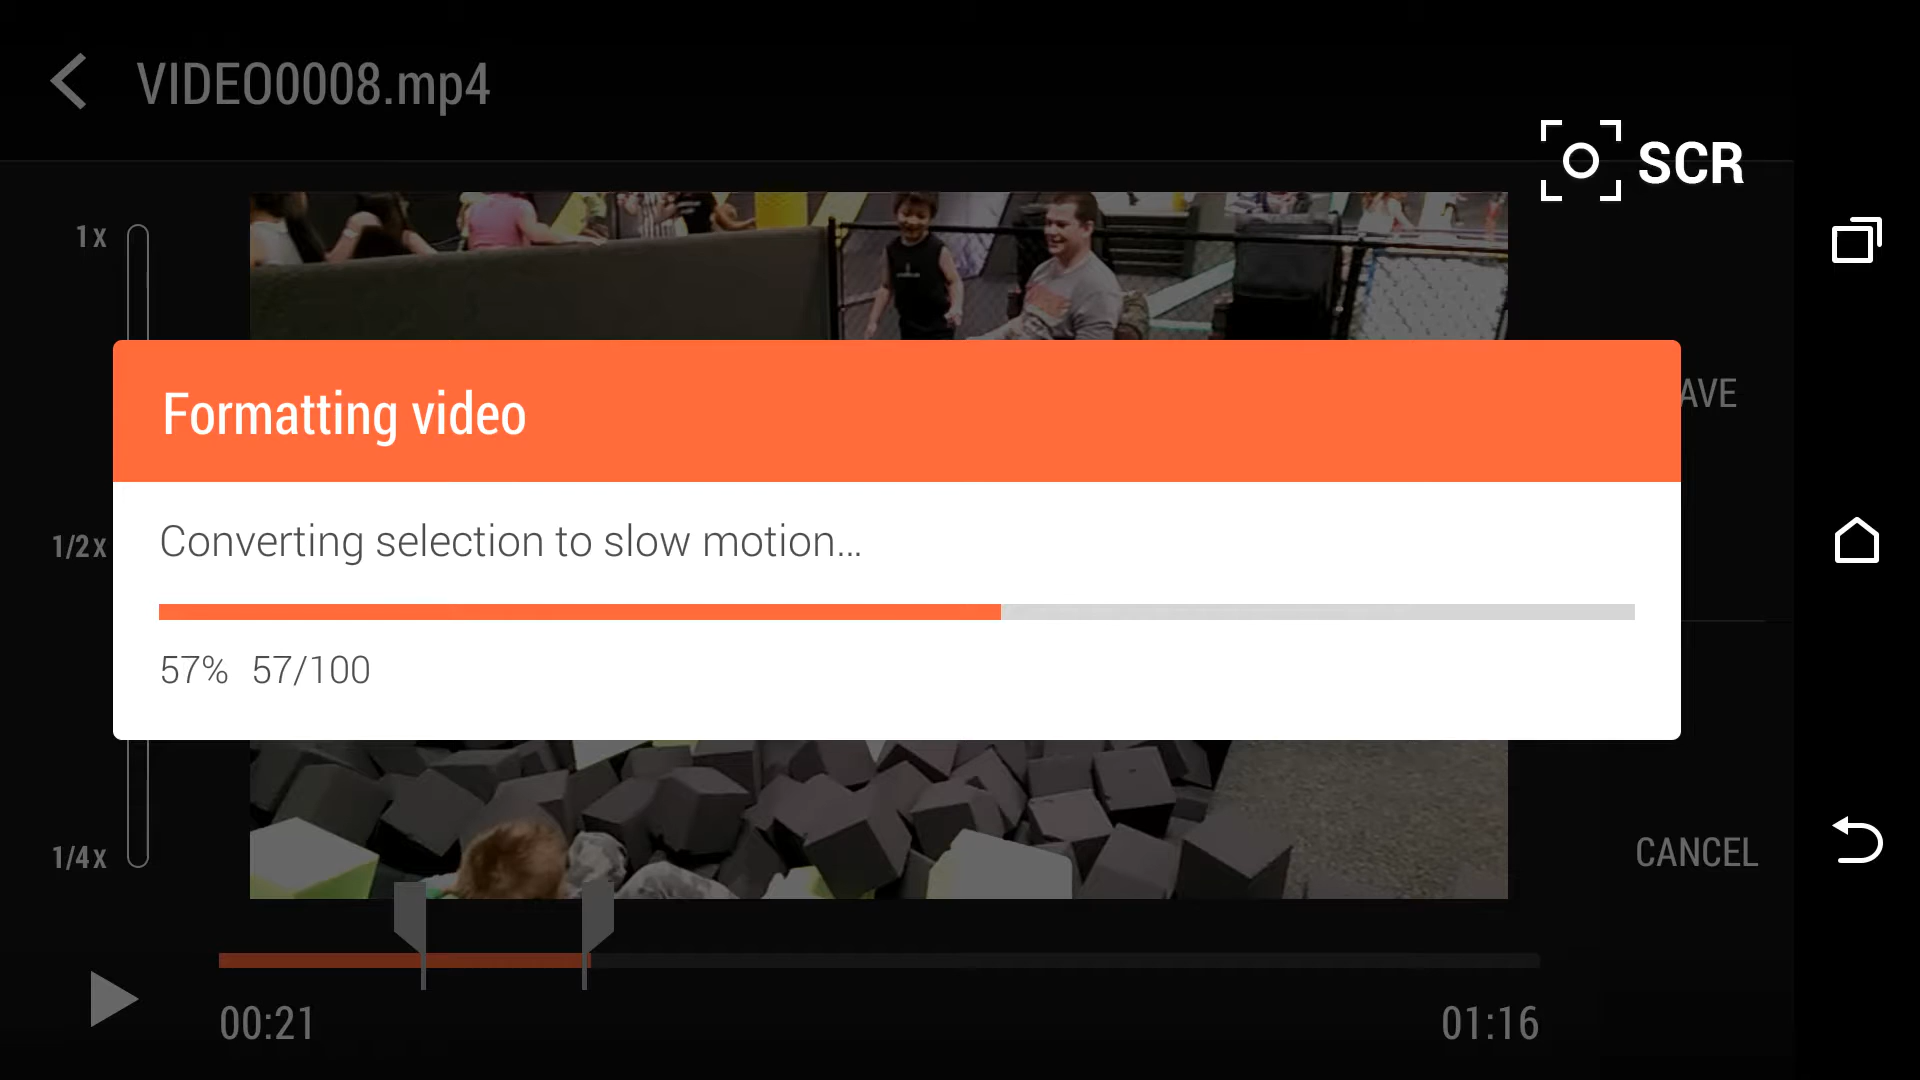 VIDEO0008.mp4
SCR
1x
AVE
Formatting video
Converting selection to slow motion...
1/2x
57% 57/100
1/4x
CANCEL
00:21
01:16